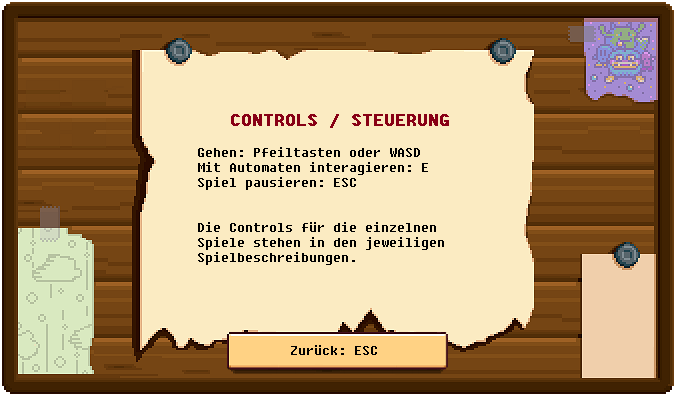 CONTROLS / STEUERUNG
Gehen: Pfeiltasten oder WASD
Mit Automaten interagieren: E
Spiel pausieren: ESC
Die Controls für die einzelnen
Spiele stehen in den jeweiligen
Spielbeschreibungen.
Zurück: ESC